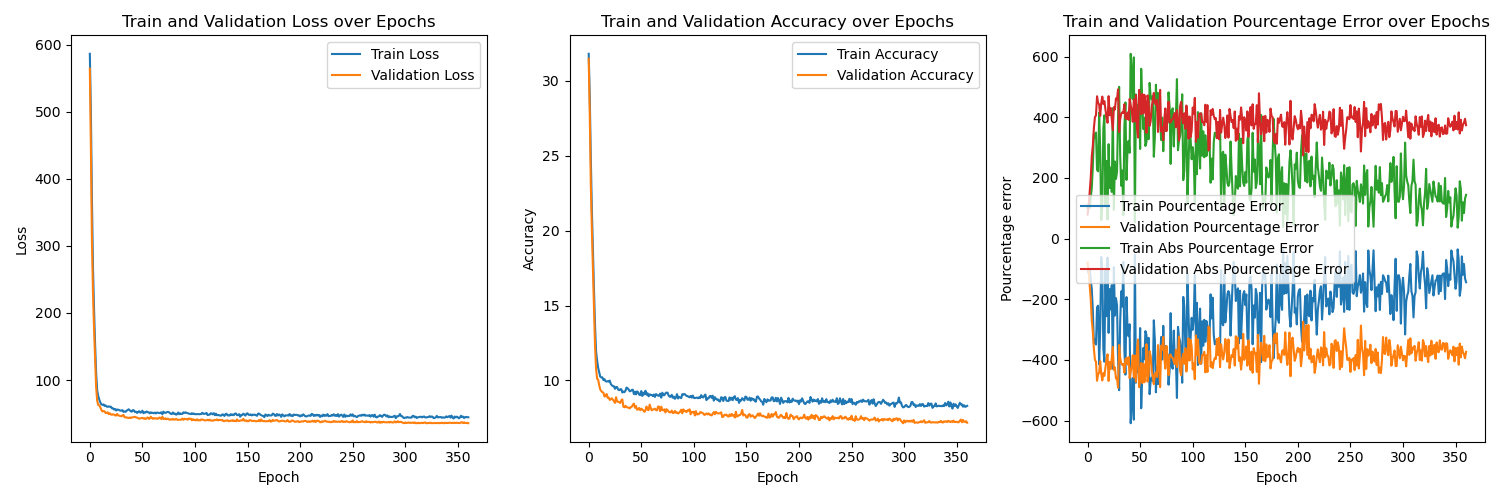 Train and Validation Loss over Epochs
600
500
400
300
200
100
0
50
100
150
200
250
300
350
Loss
Epoch
Train Loss
Validation Loss
Train and Validation Accuracy over Epochs
30
25
20
15
10
0
50
100
150
200
250
300
350
Accuracy
Epoch
Train Accuracy
Validation Accuracy
Train and Validation Pourcentage Error over Epochs
600
400
200
0
−200
−400
−600
0
50
100
150
200
250
300
350
Pourcentage error
Epoch
Train Pourcentage Error
Validation Pourcentage Error
Train Abs Pourcentage Error
Validation Abs Pourcentage Error